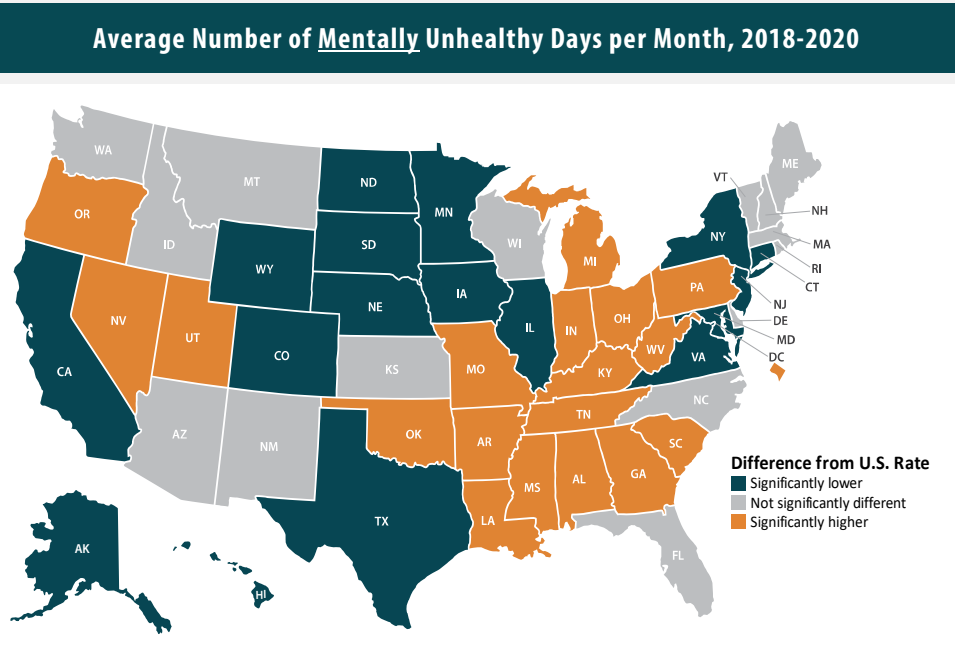 Average Number of Mentally Unhealthy Days per Month, 2018-2020
WA
MT
ND
MN
ME
VT
OR
ID
SD
WI
NH
NY
MA
WY
MI
RI
CT
IA
NE
PA
NJ
NV
UT
IL
IN
OH
DE
MD
CO
WV
VA
DC
CA
KS
MO
KY
NC
AZ
NM
OK
AR
TN
SC
MS
AL
GA
Difference from U.S. Rate
Significantly lower
Not significantly different
Significantly higher
TX
LA
AK
FL
HI